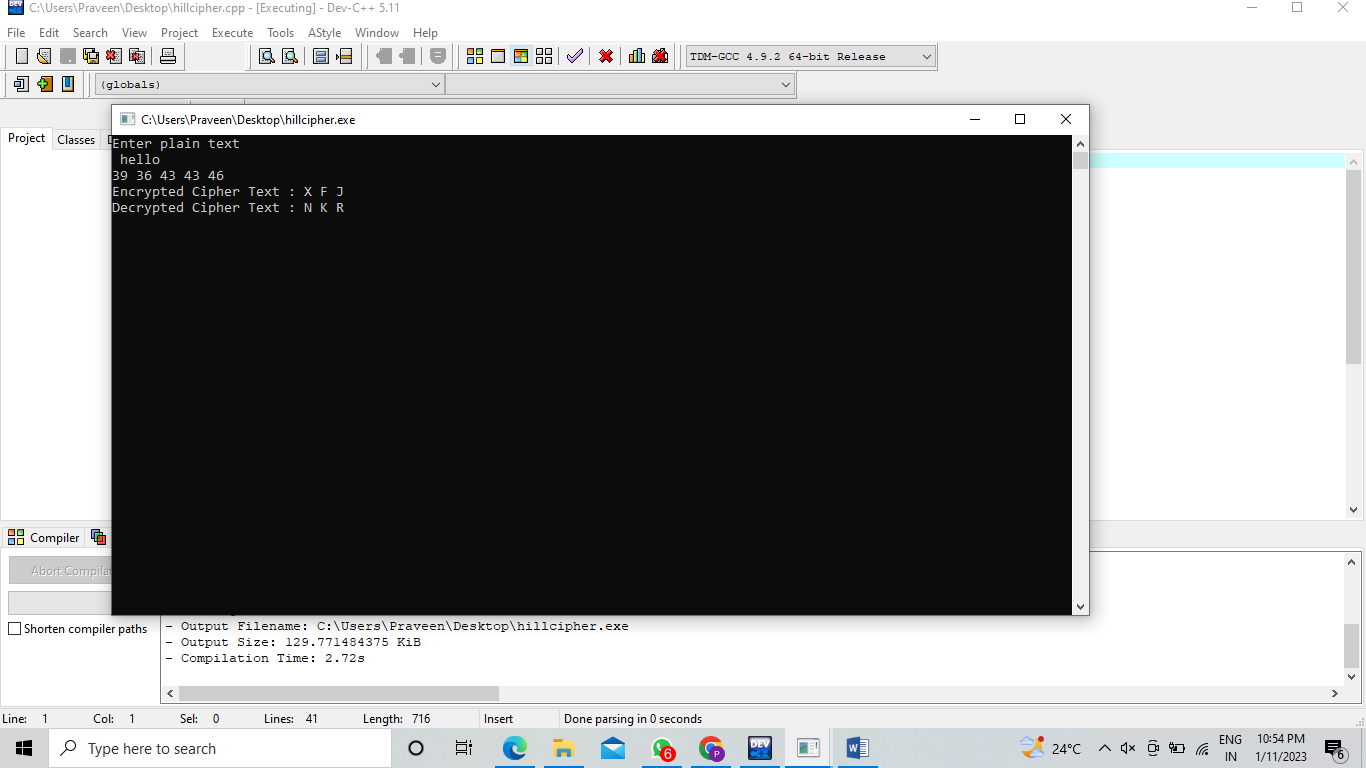 C:\Users\Praveen\Desktop\hillcipher.cpp - [Executing] - Dev-C++ 5.11
File Edit Search View Project Execute Tools AStyle Window Help
TDM-GCC 4.9.2 64-bit Release
(globals)
C:\Users\Praveen\Desktop\hillcipher.exe
Project Classes D
Enter plain text
hello
39 36 43 43 46
Encrypted Cipher Text : X F J
Decrypted Cipher Text : N K R
Compiler
Abort Compilat
Shorten compiler paths
- Output Filename: C:\Users\Praveen\Desktop\hillcipher.exe
- Output Size: 129.771484375 KiB
- Compilation Time: 2.72s
Line: 1 Col: 1 Sel: 0 Lines: 41 Length: 716 Insert Done parsing in 0 seconds
Type here to search
DEV
6
P
24°C
ENG
IN
10:54 PM
1/11/2023
6